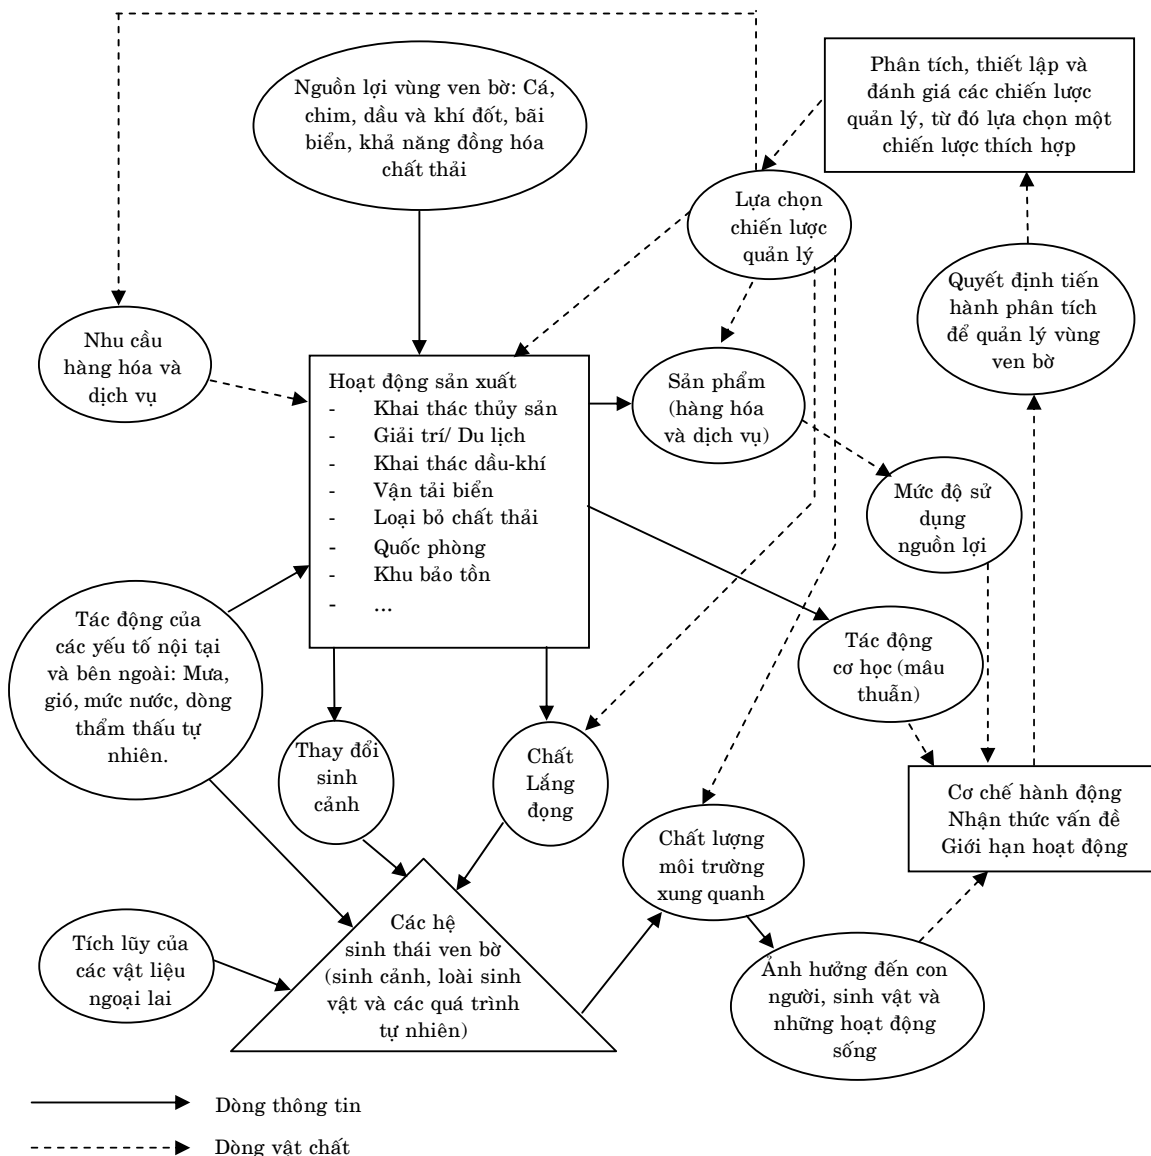 Nguồn lợi vùng ven bờ: Cá,
chim, dầu và khí đốt, bãi
biển, khả năng đồng hóa
chất thải
Phân tích, thiết lập và
đánh giá các chiến lược
quản lý, từ đó lựa chọn một
chiến lược thích hợp
Lựa chọn
chiến lược
quản lý
Quyết định tiến
hành phân tích
để quản lý vùng
ven bờ
Nhu cầu
hàng hóa và
dịch vụ
Hoạt động sản xuất
- Khai thác thủy sản
- Giải trí/ Du lịch
- Khai thác dầu-khí
- Vận tải biển
- Loại bỏ chất thải
- Quốc phòng
- Khu bảo tồn
- ...
Sản phẩm
(hàng hóa
và dịch vụ)
Mức độ sử
dụng
nguồn lợi
Tác động của
các yếu tố nội tại
và bên ngoài: Mưa,
gió, mức nước, dòng
thẩm thấu tự
nhiên.
Tác động
cơ học (mâu
thuẫn)
Thay đổi
sinh
cảnh
Chất
Lắng
đọng
Cơ chế hành động
Nhận thức vấn đề
Giới hạn hoạt động
Chất lượng
môi trường
xung quanh
Tích lũy của
các vật liệu
ngoại lai
Các hệ
sinh thái ven bờ
(sinh cảnh, loài sinh
vật và các quá trình
tự nhiên)
Ảnh hưởng đến con
người, sinh vật và
những hoạt động
sống
Dòng thông tin
Dòng vật chất